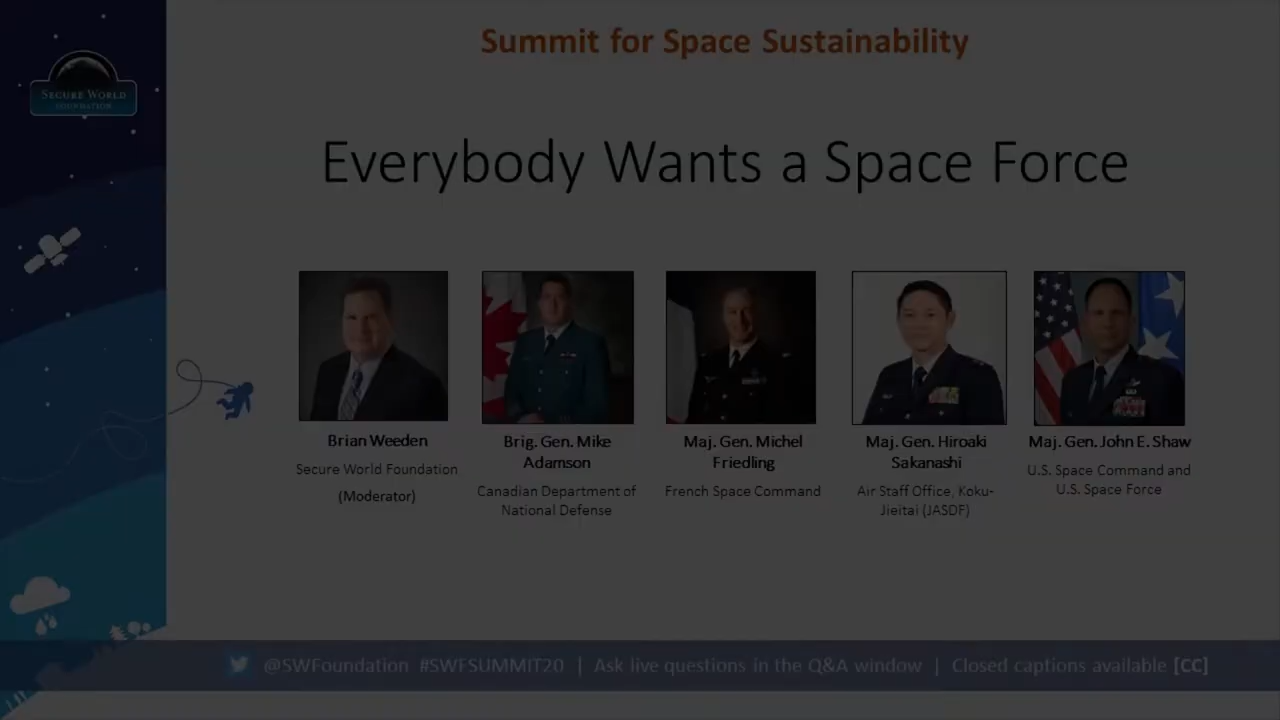 Summit for Space Sustainability
SECURE WORLD
FOUNDATION
Everybody Wants a Space Force
Brian Weeden
Secure World Foundation
(Moderator)
Brig. Gen. Mike
Adamson
Canadian Department of
National Defense
Maj. Gen. Michel
Friedling
French Space Command
Maj. Gen. Hiroaki
Sakanashi
Air Staff Office, Koku-
Jieitai (JASDF)
Maj. Gen. John E. Shaw
U.S. Space Command and
U.S. Space Force
@SWFoundation #SWFSUMMIT20 | Ask live questions in the Q&A window | Closed captions available [CC]